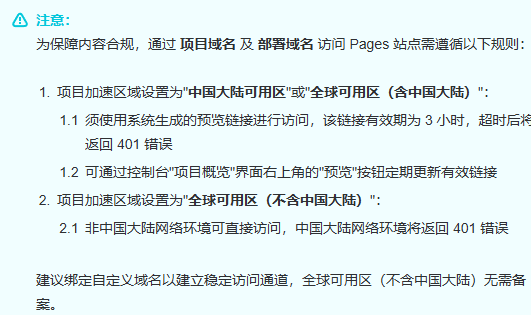 注意：
为保障内容合规，通过 项目域名 及 部署域名 访问 Pages 站点需遵循以下规则：
1. 项目加速区域设置为"中国大陆可用区"或"全球可用区（含中国大陆）"：
1.1 须使用系统生成的预览链接进行访问，该链接有效期为 3 小时，超时后将
返回 401 错误
1.2 可通过控制台"项目概览"界面右上角的"预览"按钮定期更新有效链接
2. 项目加速区域设置为"全球可用区（不含中国大陆）"：
2.1 非中国大陆网络环境可直接访问，中国大陆网络环境将返回 401 错误
建议绑定自定义域名以建立稳定访问通道，全球可用区（不含中国大陆）无需备
案。